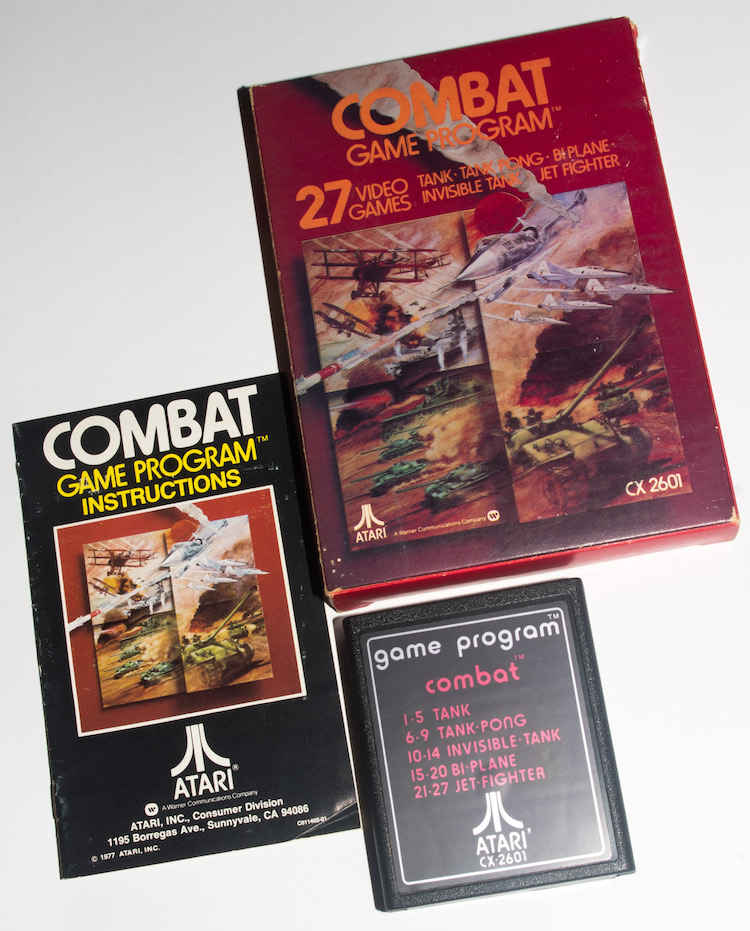 COMBAT
GAME PROGRAM™
27 VIDEO GAMES
TANK • TANK PONG • BI-PLANE •
INVISIBLE TANK JET FIGHTER
CX 2601
ATARI
A Warner Communications Company
COMBAT
GAME PROGRAM™
INSTRUCTIONS
ATARI®
A Warner Communications Company
ATARI, INC., Consumer Division
1195 Borregas Ave., Sunnyvale, CA 94086
© 1977 ATARI, INC.
C011402-01
game program™
combat™
1-5 TANK
6-9 TANK-PONG
10-14 INVISIBLE-TANK
15-20 BI-PLANE
21-27 JET-FIGHTER
ATARI®
CX-2601